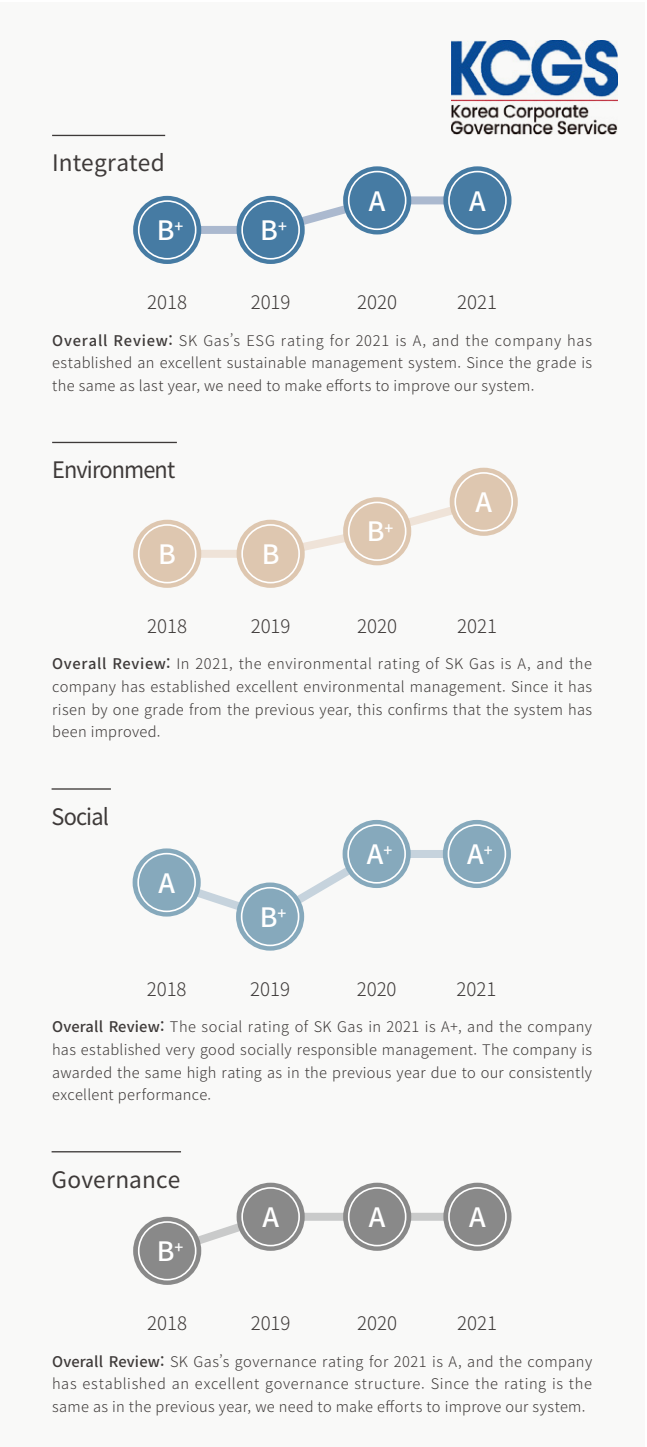 KCGS
Korea Corporate
Governance Service
Integrated
B+ B+ A A
2018 2019 2020 2021
Overall Review: SK Gas's ESG rating for 2021 is A, and the company has
established an excellent sustainable management system. Since the grade is
the same as last year, we need to make efforts to improve our system.
Environment
B B B+ A
2018 2019 2020 2021
Overall Review: In 2021, the environmental rating of SK Gas is A, and the
company has established excellent environmental management. Since it has
risen by one grade from the previous year, this confirms that the system has
been improved.
Social
A B+ A+ A+
2018 2019 2020 2021
Overall Review: The social rating of SK Gas in 2021 is A+, and the company
has established very good socially responsible management. The company is
awarded the same high rating as in the previous year due to our consistently
excellent performance.
Governance
B+ A A A
2018 2019 2020 2021
Overall Review: SK Gas's governance rating for 2021 is A, and the company
has established an excellent governance structure. Since the rating is the
same as in the previous year, we need to make efforts to improve our system.